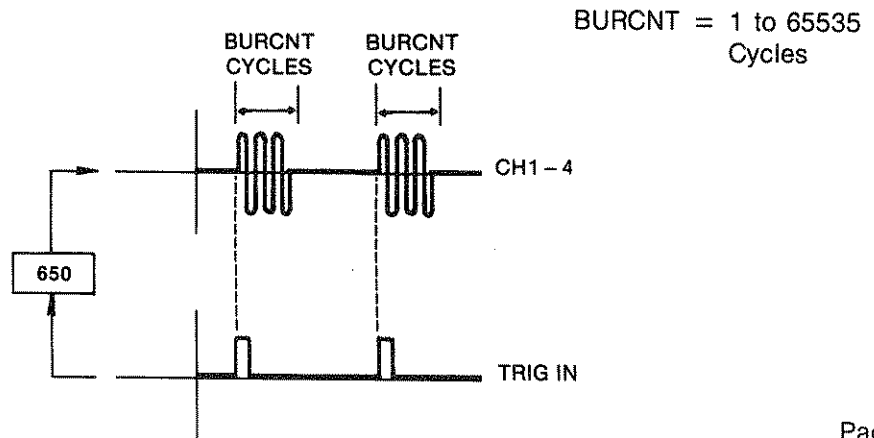 BURCNT = 1 to 65535
Cycles
BURCNT
CYCLES
BURCNT
CYCLES
CH1–4
650
TRIG IN